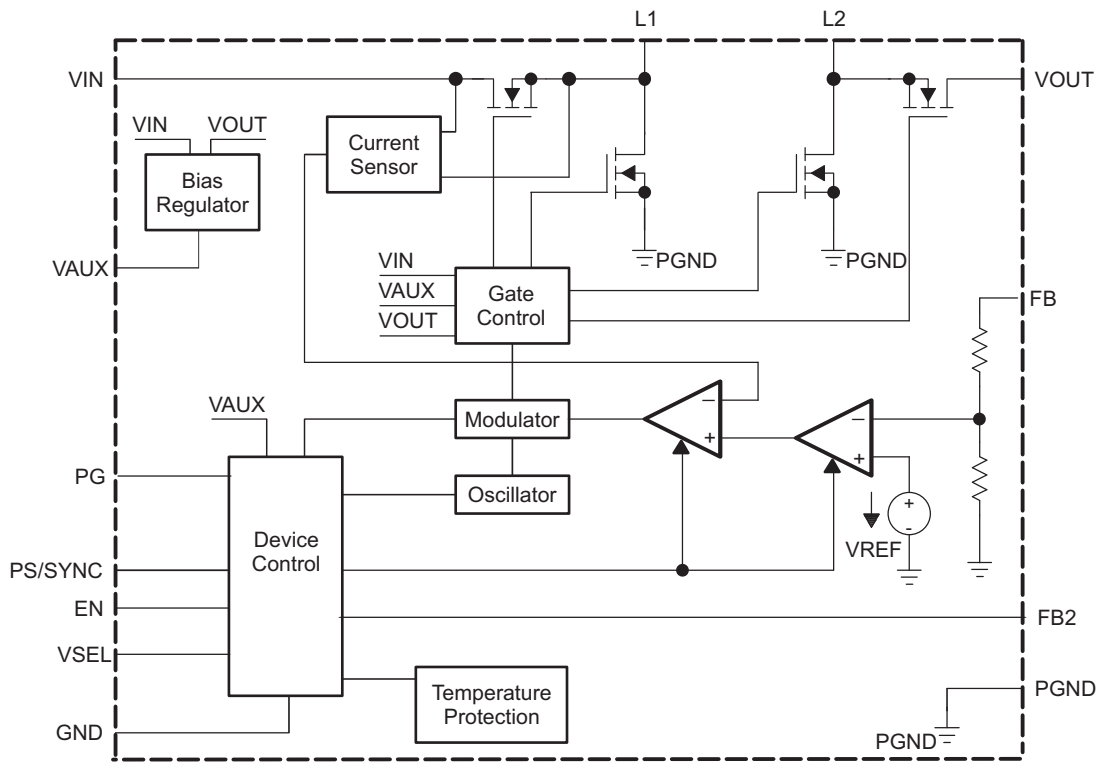 L1
L2
VIN
VOUT
VIN
VOUT
Current
Sensor
Bias
Regulator
VAUX
PGND
PGND
VIN
VAUX
VOUT
Gate
Control
FB
VAUX
Modulator
−
+
−
+
PG
Oscillator
+
-
VREF
Device
Control
PS/SYNC
EN
FB2
VSEL
Temperature
Protection
PGND
GND
PGND